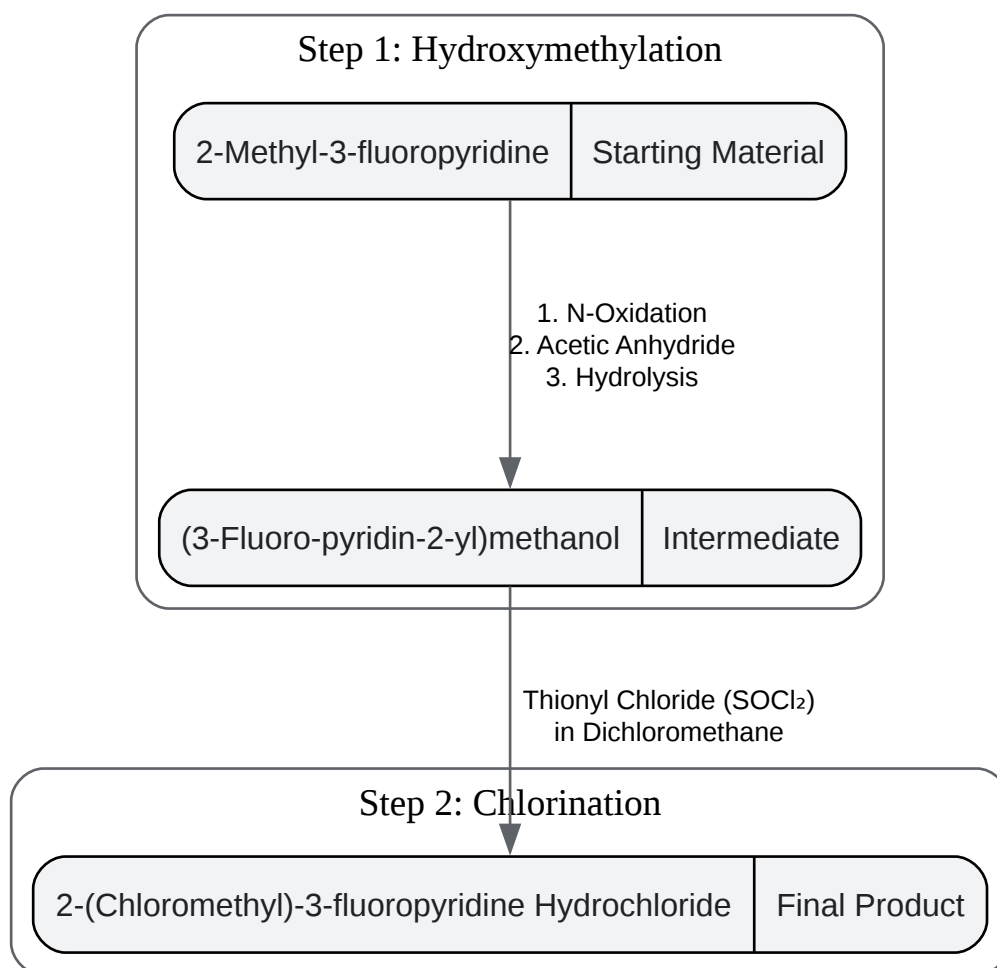 Step 1: Hydroxymethylation
2-Methyl-3-fluoropyridine Starting Material
1. N-Oxidation
2. Acetic Anhydride
3. Hydrolysis
(3-Fluoro-pyridin-2-yl)methanol Intermediate
Thionyl Chloride (SOCl₂)
in Dichloromethane
Step 2: Chlorination
2-(Chloromethyl)-3-fluoropyridine Hydrochloride Final Product